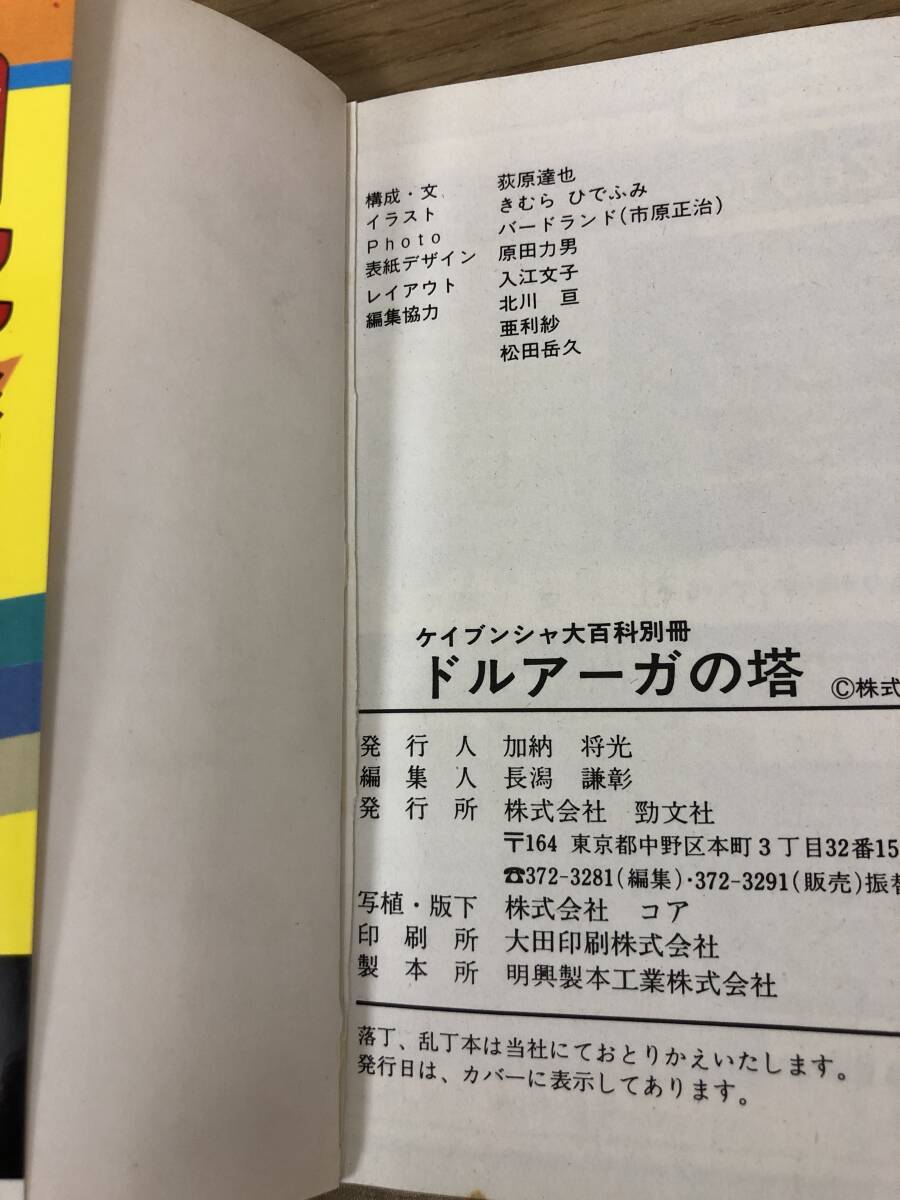 構成・文 荻原達也
イラスト きむら ひでふみ
Photo バードランド(市原正治)
表紙デザイン 原田力男
レイアウト 入江文子
編集協力 北川 亘
亜利紗
松田岳久
ケイブンシャ大百科別冊
ドルアーガの塔 ©株式
発行人 加納 将光
編集人 長潟 謙彰
発行所 株式会社 勁文社
〒164 東京都中野区本町3丁目32番15
☎372-3281(編集)・372-3291(販売)振替
写植・版下 株式会社 コア
印刷所 大田印刷株式会社
製本所 明興製本工業株式会社
落丁、乱丁本は当社にておとりかえいたします。
発行日は、カバーに表示してあります。